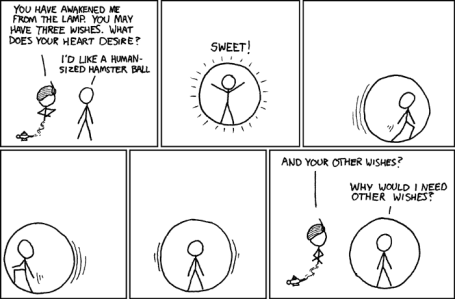 YOU HAVE AWAKENED ME
FROM THE LAMP. YOU MAY
HAVE THREE WISHES. WHAT
DOES YOUR HEART DESIRE?
I'D LIKE A HUMAN-
SIZED HAMSTER BALL
SWEET!
AND YOUR OTHER WISHES?
WHY WOULD I NEED
OTHER WISHES?